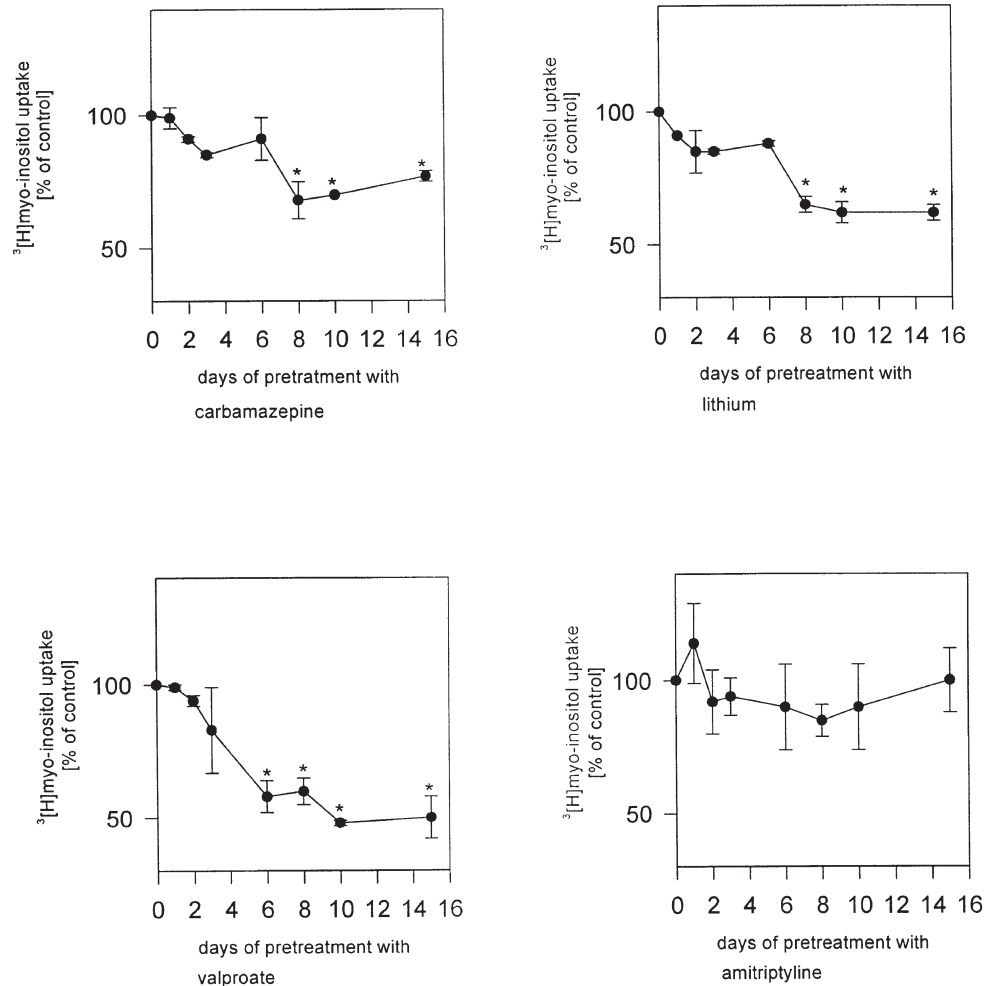 ³[H]myo-inositol uptake
[% of control]
100
50
* * *
0 2 4 6 8 10 12 14 16
days of pretratment with
carbamazepine
³[H]myo-inositol uptake
[% of control]
100
50
* * *
0 2 4 6 8 10 12 14 16
days of pretreatment with
lithium
³[H]myo-inositol uptake
[% of control]
100
50
* * * *
0 2 4 6 8 10 12 14 16
days of pretreatment with
valproate
³[H]myo-inositol uptake
[% of control]
100
50
0 2 4 6 8 10 12 14 16
days of pretreatment with
amitriptyline